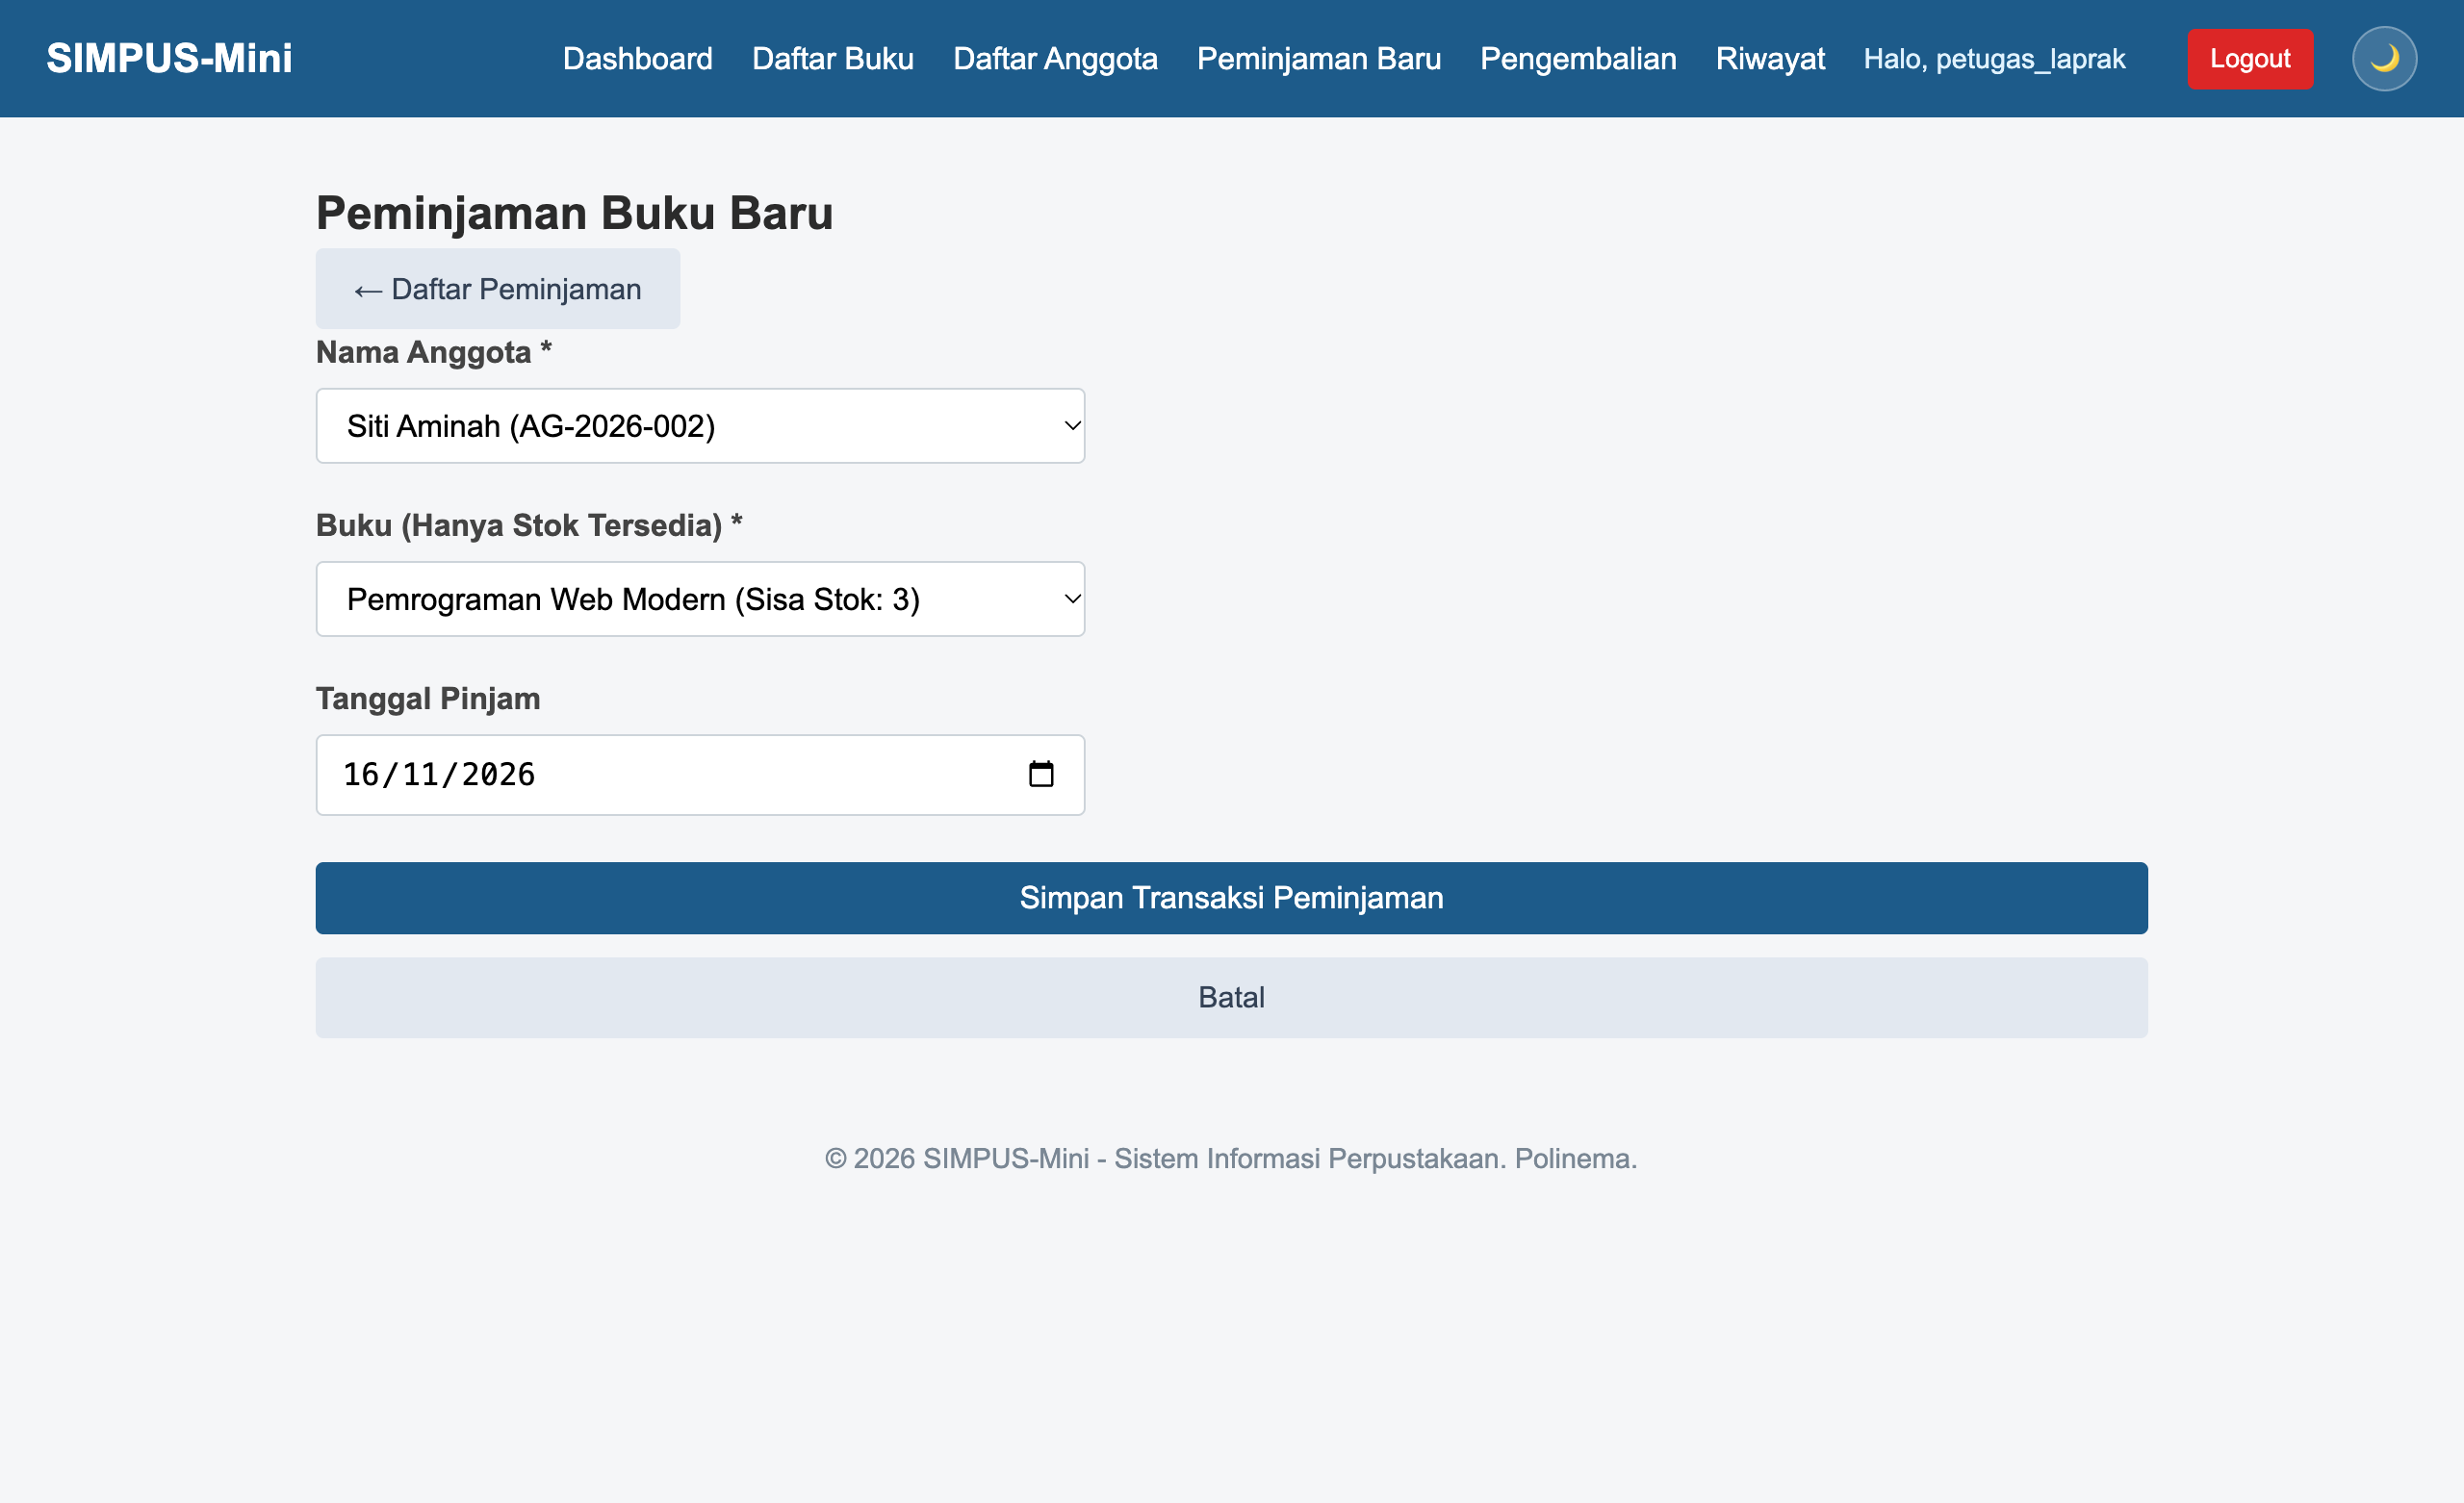 SIMPUS-Mini
Dashboard Daftar Buku Daftar Anggota Peminjaman Baru Pengembalian Riwayat Halo, petugas_laprak Logout
Peminjaman Buku Baru
← Daftar Peminjaman
Nama Anggota *
Siti Aminah (AG-2026-002)
Buku (Hanya Stok Tersedia) *
Pemrograman Web Modern (Sisa Stok: 3)
Tanggal Pinjam
16/11/2026
Simpan Transaksi Peminjaman
Batal
© 2026 SIMPUS-Mini - Sistem Informasi Perpustakaan. Polinema.